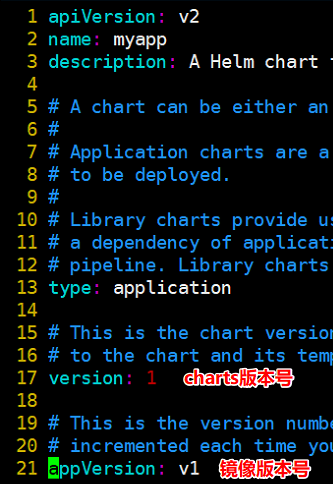 1 apiVersion: v2
2 name: myapp
3 description: A Helm chart
4
5 # A chart can be either an
6 #
7 # Application charts are a
8 # to be deployed.
9 #
10 # Library charts provide us
11 # a dependency of applicati
12 # pipeline. Library charts
13 type: application
14
15 # This is the chart version
16 # to the chart and its temp
17 version: 1 charts版本号
18
19 # This is the version numbe
20 # incremented each time you
21 appVersion: v1 镜像版本号